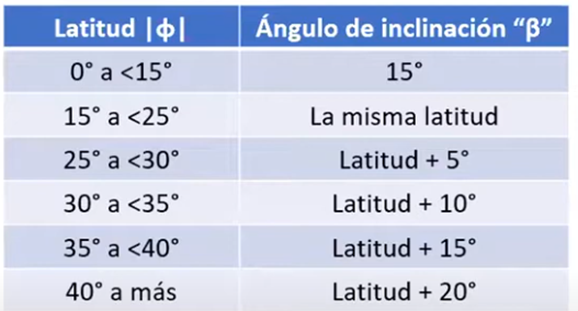 Latitud |ϕ| Ángulo de inclinación “β”
0° a <15° 15°
15° a <25° La misma latitud
25° a <30° Latitud + 5°
30° a <35° Latitud + 10°
35° a <40° Latitud + 15°
40° a más Latitud + 20°